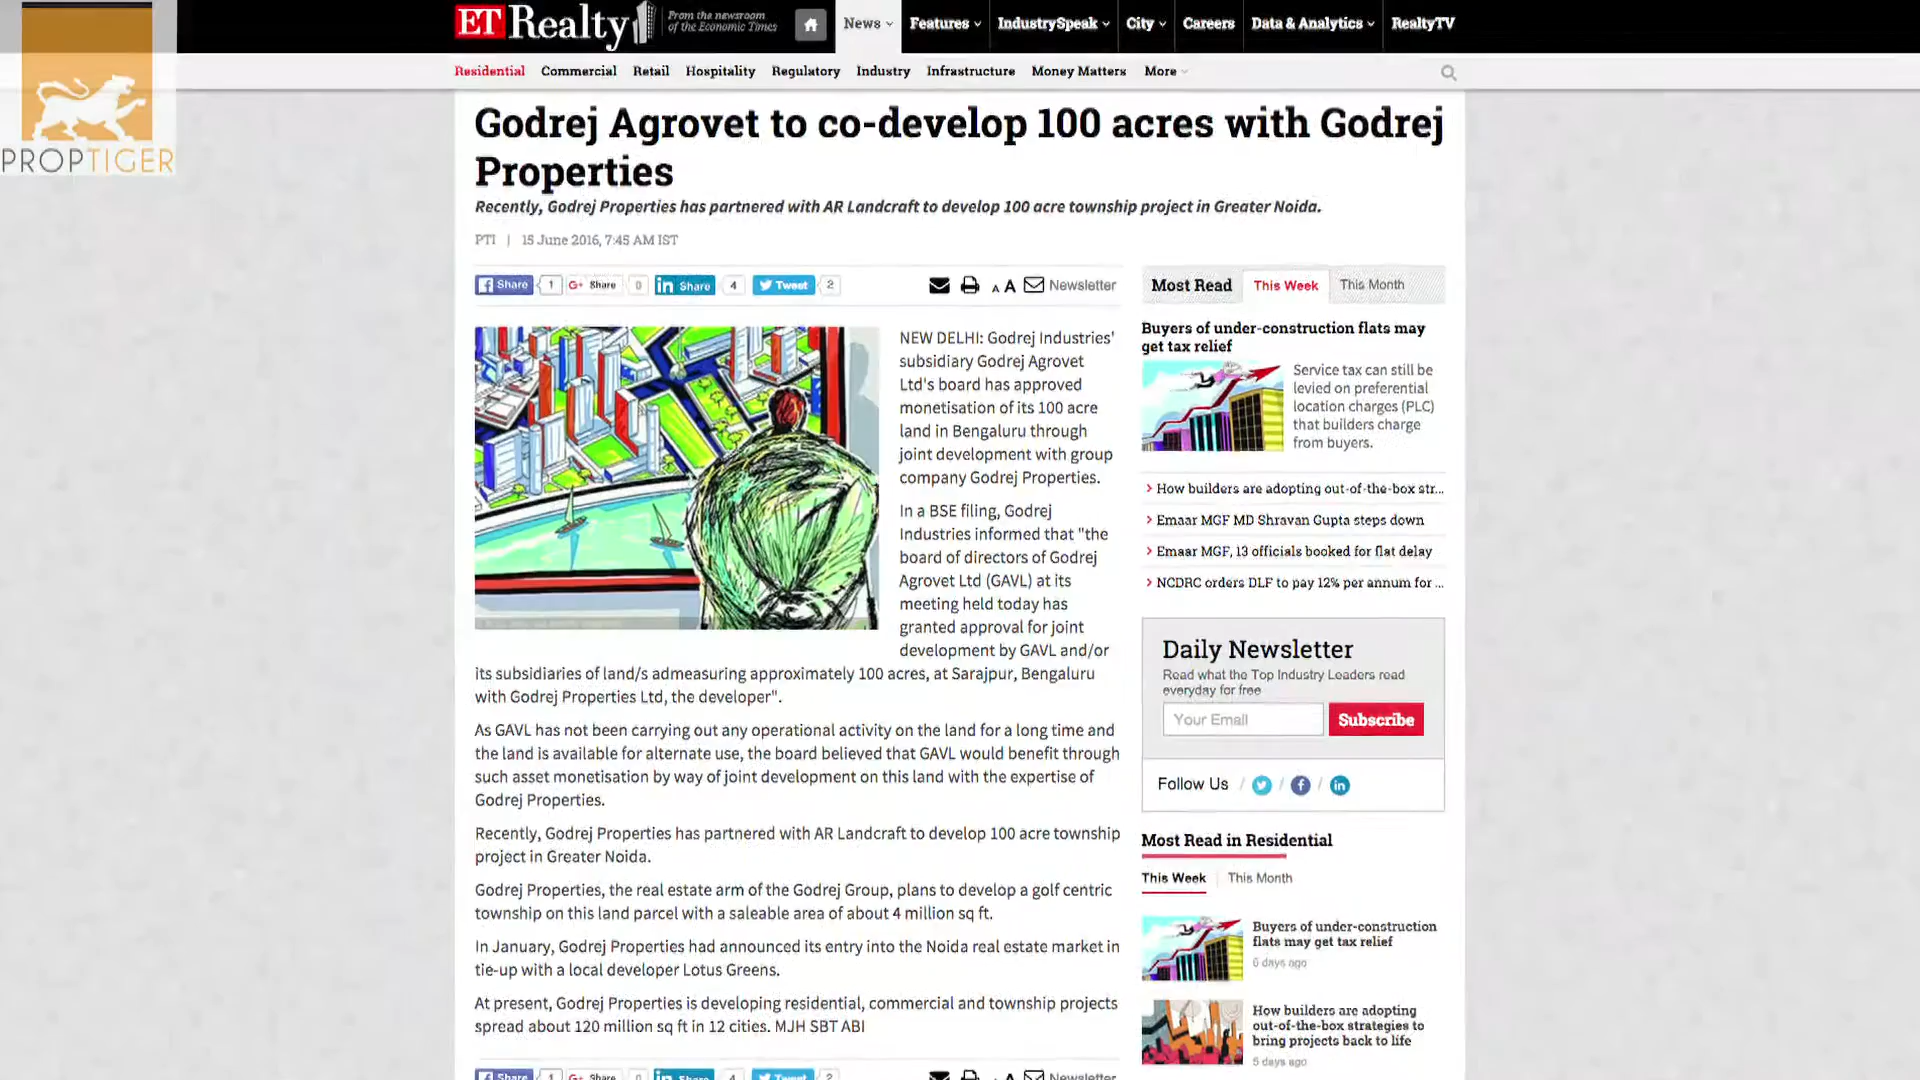 PROPTIGER
ET Realty From the newsroom
of the Economic Times
News Features IndustrySpeak City Careers Data & Analytics RealtyTV
Residential Commercial Retail Hospitality Regulatory Industry Infrastructure Money Matters More
Godrej Agrovet to co-develop 100 acres with Godrej
Properties
Recently, Godrej Properties has partnered with AR Landcraft to develop 100 acre township project in Greater Noida.
PTI | 15 June 2016, 7:45 AM IST
Share 1 G+ Share 0 in Share 4 Tweet 2
A A Newsletter
NEW DELHI: Godrej Industries'
subsidiary Godrej Agrovet
Ltd's board has approved
monetisation of its 100 acre
land in Bengaluru through
joint development with group
company Godrej Properties.
In a BSE filing, Godrej
Industries informed that "the
board of directors of Godrej
Agrovet Ltd (GAVL) at its
meeting held today has
granted approval for joint
development by GAVL and/or
its subsidiaries of land/s admeasuring approximately 100 acres, at Sarajpur, Bengaluru
with Godrej Properties Ltd, the developer".
As GAVL has not been carrying out any operational activity on the land for a long time and
the land is available for alternate use, the board believed that GAVL would benefit through
such asset monetisation by way of joint development on this land with the expertise of
Godrej Properties.
Recently, Godrej Properties has partnered with AR Landcraft to develop 100 acre township
project in Greater Noida.
Godrej Properties, the real estate arm of the Godrej Group, plans to develop a golf centric
township on this land parcel with a saleable area of about 4 million sq ft.
In January, Godrej Properties had announced its entry into the Noida real estate market in
tie-up with a local developer Lotus Greens.
At present, Godrej Properties is developing residential, commercial and township projects
spread about 120 million sq ft in 12 cities. MJH SBT ABI
Share 1 G+ Share 0 in Share 4 Tweet 2
A A Newsletter
Most Read This Week This Month
Buyers of under-construction flats may
get tax relief
Service tax can still be
levied on preferential
location charges (PLC)
that builders charge
from buyers.
How builders are adopting out-of-the-box str...
Emaar MGF MD Shravan Gupta steps down
Emaar MGF, 13 officials booked for flat delay
NCDRC orders DLF to pay 12% per annum for ...
Daily Newsletter
Read what the Top Industry Leaders read
everyday for free
Your Email Subscribe
Follow Us / / / in
Most Read in Residential
This Week This Month
Buyers of under-construction
flats may get tax relief
6 days ago
How builders are adopting
out-of-the-box strategies to
bring projects back to life
5 days ago